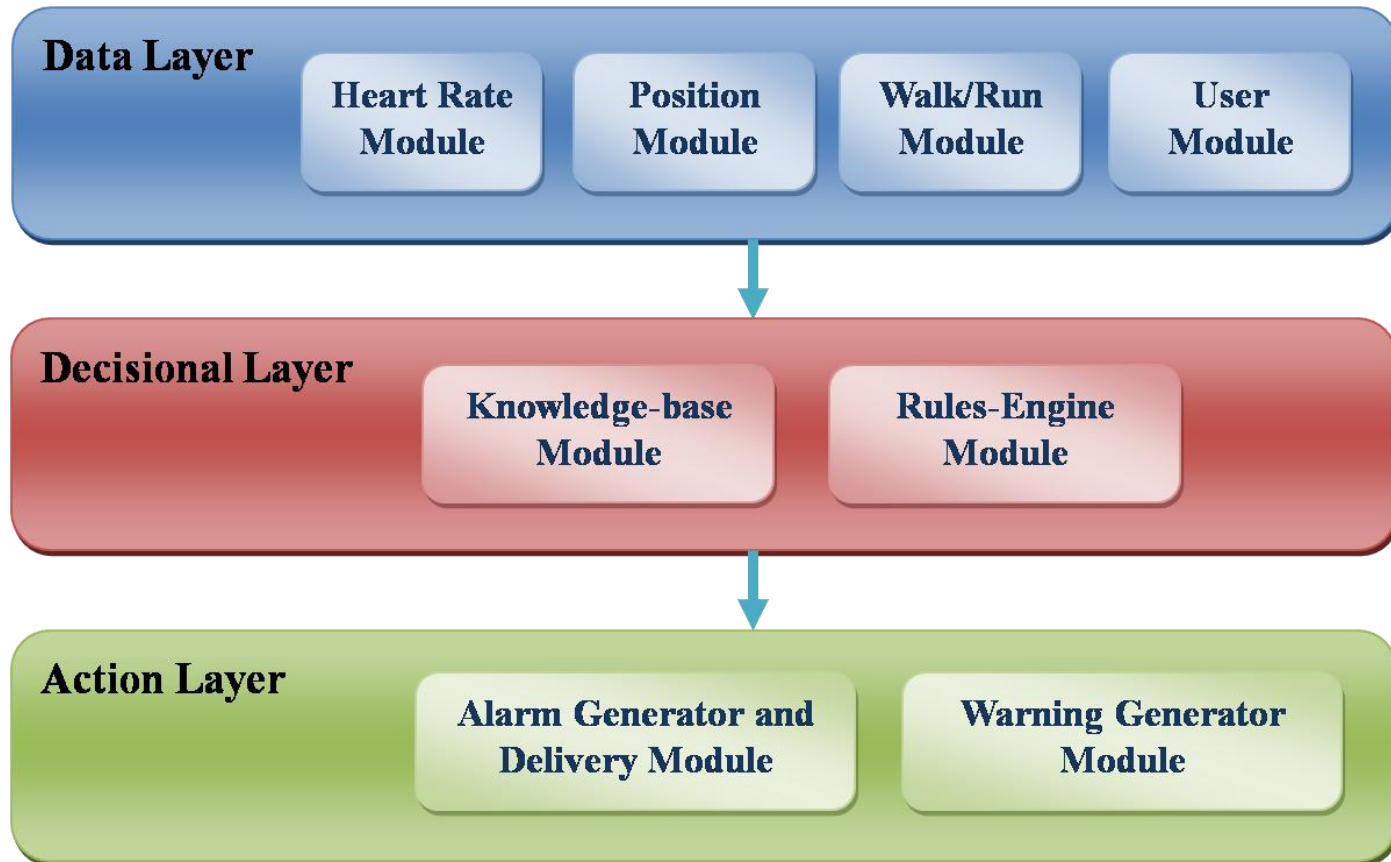 Data Layer
Heart Rate
Module
Position
Module
Walk/Run
Module
User
Module
Decisional Layer
Knowledge-base
Module
Rules-Engine
Module
Action Layer
Alarm Generator and
Delivery Module
Warning Generator
Module